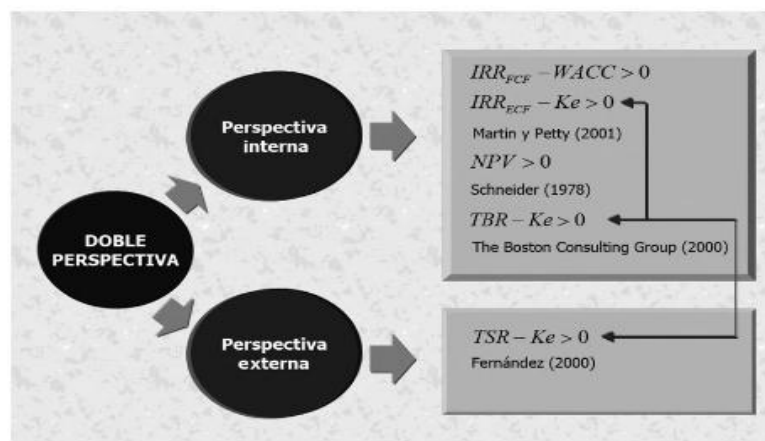 DOBLE
PERSPECTIVA
Perspectiva
interna
IRR_FCF − WACC > 0
IRR_ECF − Ke > 0
Martin y Petty (2001)
NPV > 0
Schneider (1978)
TBR − Ke > 0
The Boston Consulting Group (2000)
Perspectiva
externa
TSR − Ke > 0
Fernández (2000)